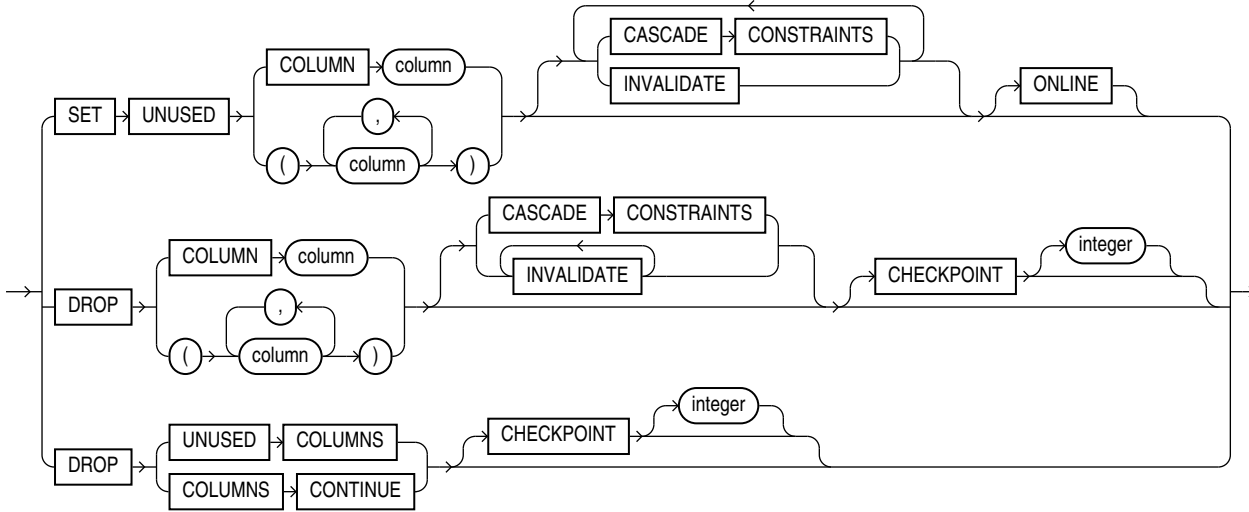 CASCADE CONSTRAINTS
COLUMN column
INVALIDATE
ONLINE
SET UNUSED
,
( column )
CASCADE CONSTRAINTS
COLUMN column
integer
INVALIDATE
CHECKPOINT
DROP
,
( column )
integer
UNUSED COLUMNS
CHECKPOINT
DROP
COLUMNS CONTINUE